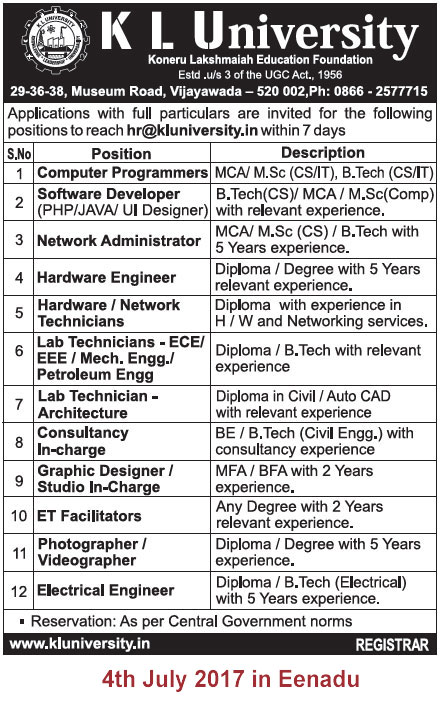 K L University
Koneru Lakshmaiah Education Foundation
Estd .u/s 3 of the UGC Act., 1956
29-36-38, Museum Road, Vijayawada – 520 002,Ph: 0866 - 2577715
Applications with full particulars are invited for the following
positions to reach hr@kluniversity.in within 7 days
S.No Position Description
1 Computer Programmers MCA/ M.Sc (CS/IT), B.Tech (CS/IT)
2 Software Developer (PHP/JAVA/ UI Designer) B.Tech(CS)/ MCA / M.Sc(Comp) with relevant experience.
3 Network Administrator MCA/ M.Sc (CS) / B.Tech with 5 Years experience.
4 Hardware Engineer Diploma / Degree with 5 Years relevant experience.
5 Hardware / Network Technicians Diploma with experience in H / W and Networking services.
6 Lab Technicians - ECE/ EEE / Mech. Engg./ Petroleum Engg Diploma / B.Tech with relevant experience
7 Lab Technician - Architecture Diploma in Civil / Auto CAD with relevant experience
8 Consultancy In-charge BE / B.Tech (Civil Engg.) with consultancy experience
9 Graphic Designer / Studio In-Charge MFA / BFA with 2 Years experience.
10 ET Facilitators Any Degree with 2 Years relevant experience.
11 Photographer / Videographer Diploma / Degree with 5 Years experience.
12 Electrical Engineer Diploma / B.Tech (Electrical) with 5 Years experience.
▪ Reservation: As per Central Government norms
www.kluniversity.in REGISTRAR
4th July 2017 in Eenadu